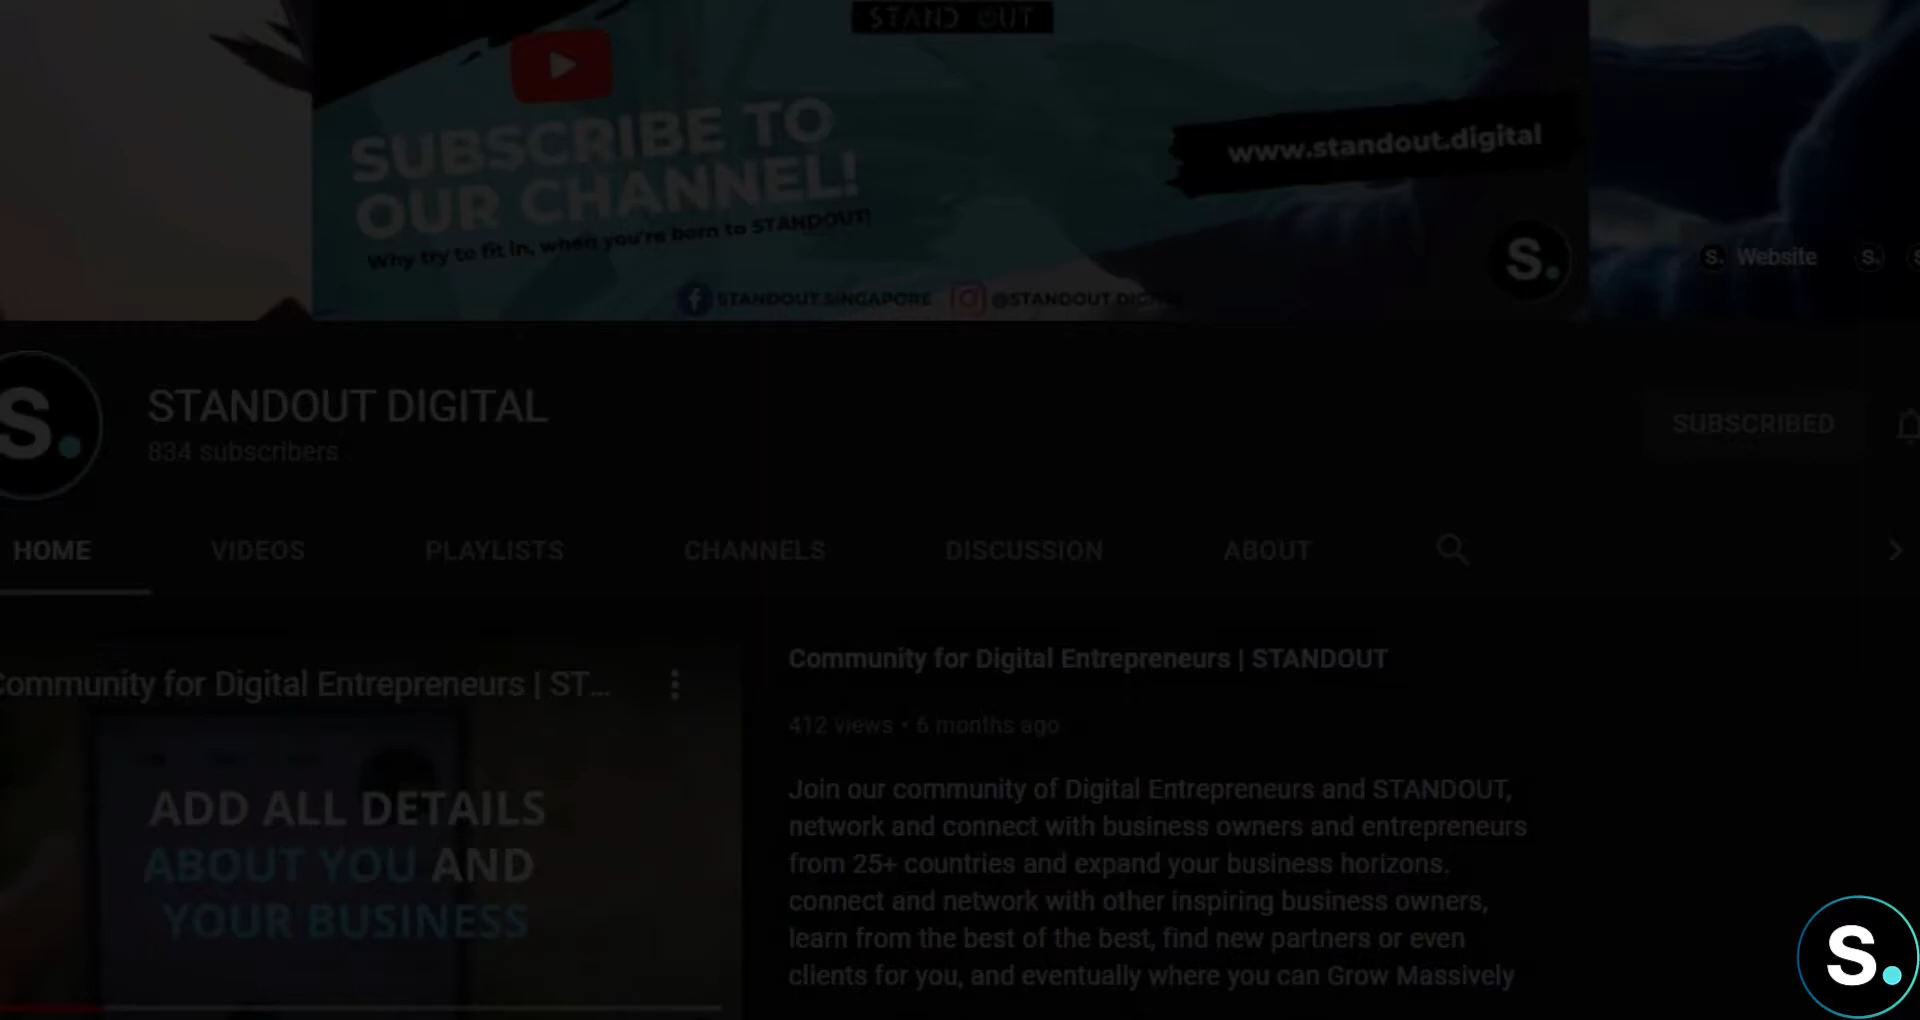 STAND OUT
SUBSCRIBE TO
OUR CHANNEL!
Why try to fit in, when you're born to STANDOUT!
www.standout.digital
STANDOUT.SINGAPORE
@STANDOUT.DIGITAL
S.
S. Website
S.
S.
STANDOUT DIGITAL
834 subscribers
SUBSCRIBED
HOME
VIDEOS
PLAYLISTS
CHANNELS
DISCUSSION
ABOUT
Community for Digital Entrepreneurs | ST...
ADD ALL DETAILS
ABOUT YOU AND
YOUR BUSINESS
Community for Digital Entrepreneurs | STANDOUT
412 views • 6 months ago
Join our community of Digital Entrepreneurs and STANDOUT,
network and connect with business owners and entrepreneurs
from 25+ countries and expand your business horizons.
connect and network with other inspiring business owners,
learn from the best of the best, find new partners or even
clients for you, and eventually where you can Grow Massively
S.